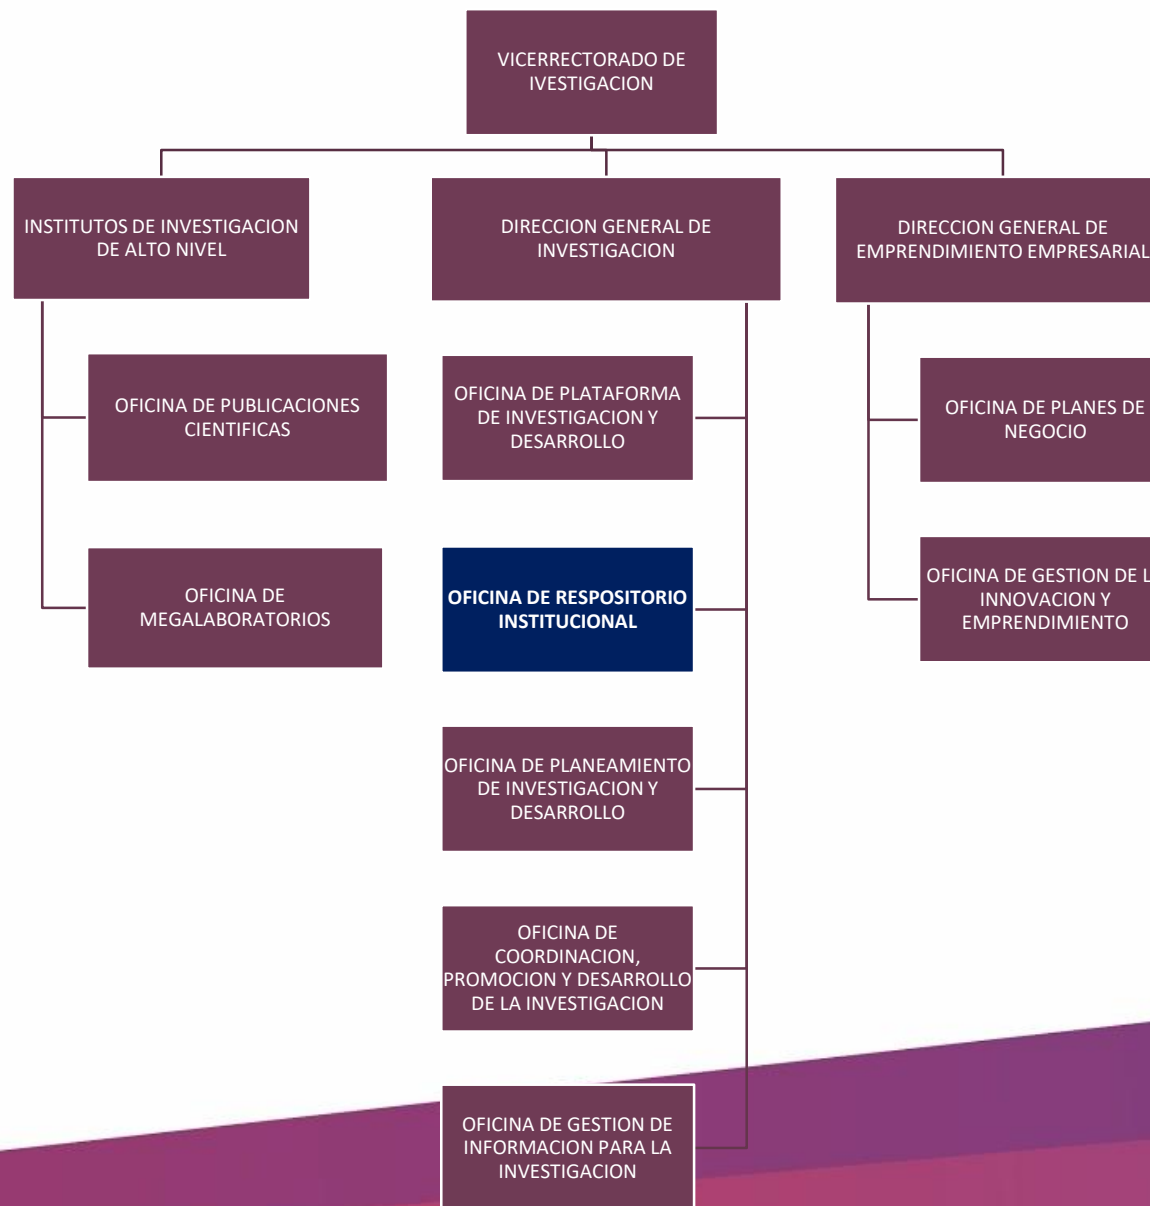 VICERRECTORADO DE
IVESTIGACION
INSTITUTOS DE INVESTIGACION
DE ALTO NIVEL
DIRECCION GENERAL DE
INVESTIGACION
DIRECCION GENERAL DE
EMPRENDIMIENTO EMPRESARIAL
OFICINA DE PUBLICACIONES
CIENTIFICAS
OFICINA DE
MEGALABORATORIOS
OFICINA DE PLATAFORMA
DE INVESTIGACION Y
DESARROLLO
OFICINA DE RESPOSITORIO
INSTITUCIONAL
OFICINA DE PLANEAMIENTO
DE INVESTIGACION Y
DESARROLLO
OFICINA DE
COORDINACION,
PROMOCION Y DESARROLLO
DE LA INVESTIGACION
OFICINA DE GESTION DE
INFORMACION PARA LA
INVESTIGACION
OFICINA DE PLANES DE
NEGOCIO
OFICINA DE GESTION DE
INNOVACION Y
EMPRENDIMIENTO